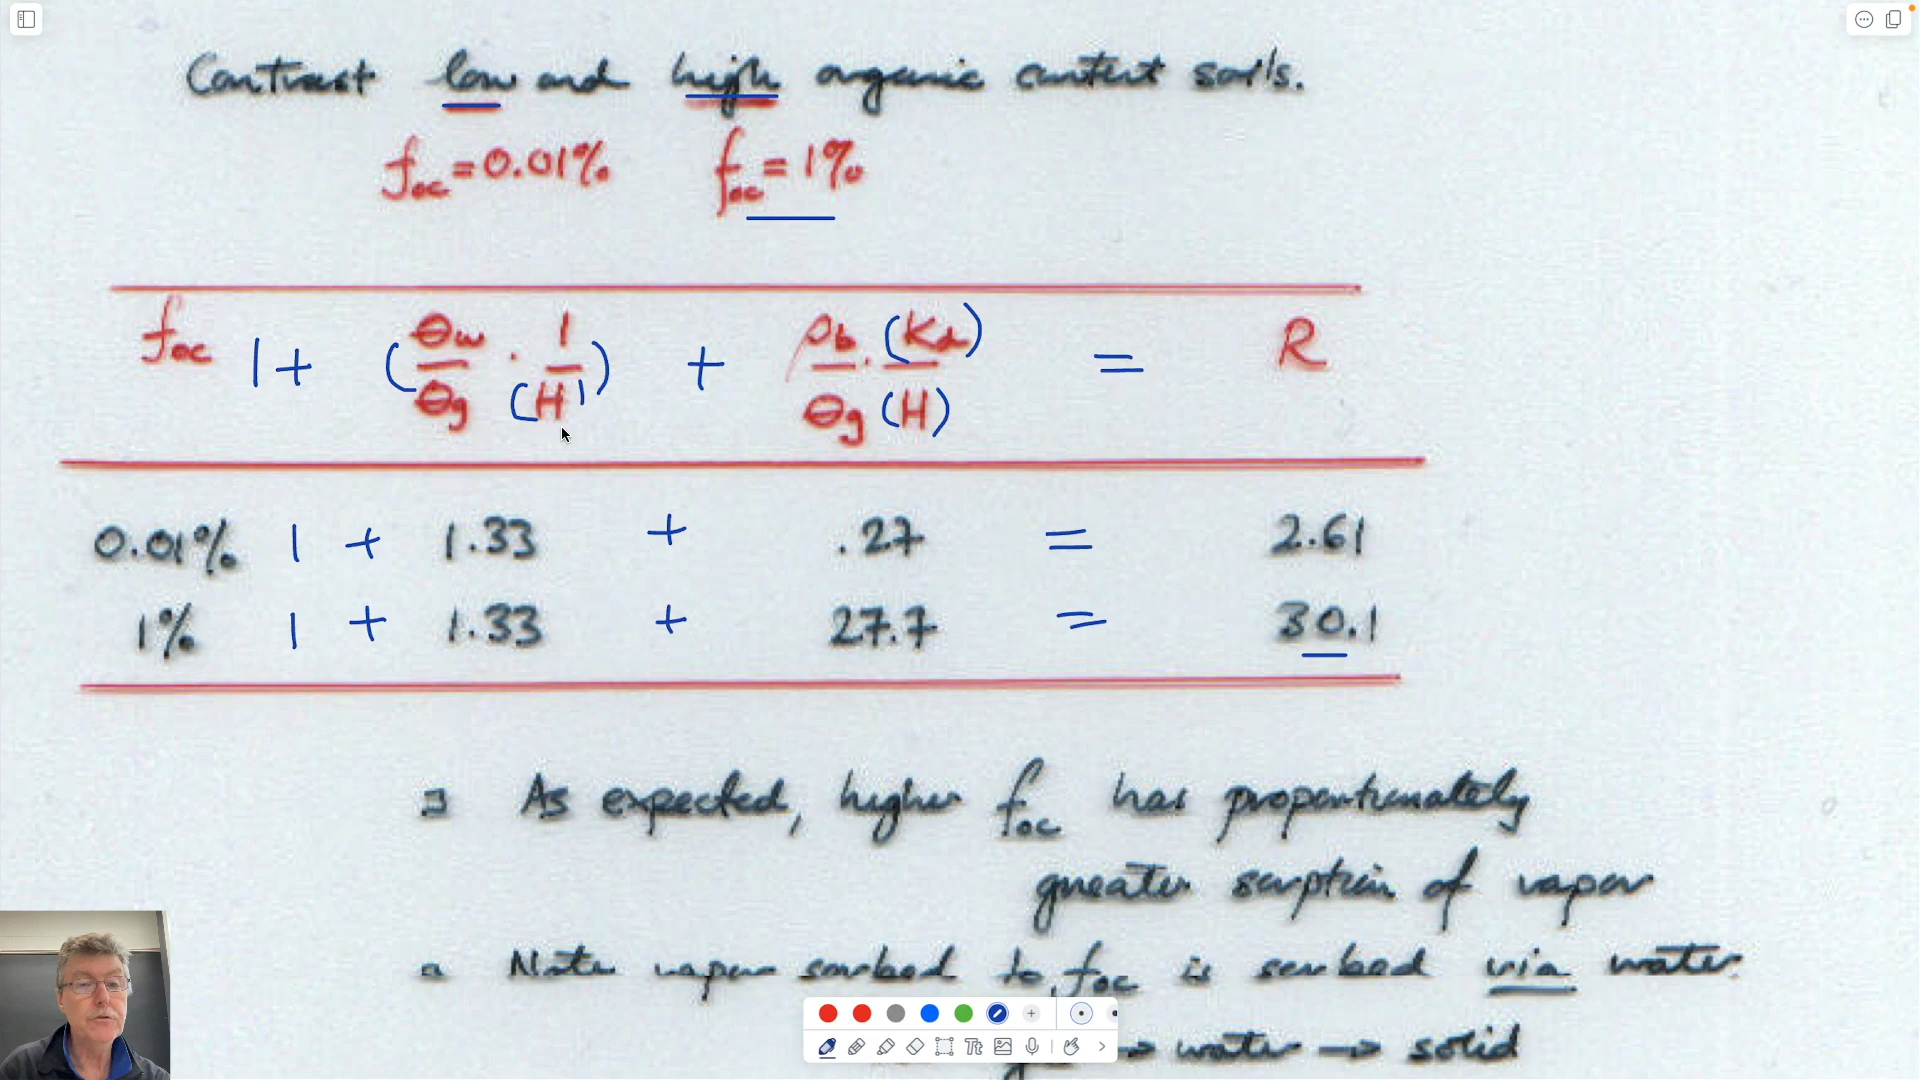 Contrast low and high organic content soils.
foc = 0.01% foc = 1%
foc 1 + (θw/θg · 1/(H')) + ρb/θg · (Kd)/(H) = R
0.01% 1 + 1.33 + .27 = 2.61
1% 1 + 1.33 + 27.7 = 30.1
As expected, higher foc has proportionately
greater sorption of vapor
Note vapor sorbed to foc is sorbed via water.
→ water → solid
Tt